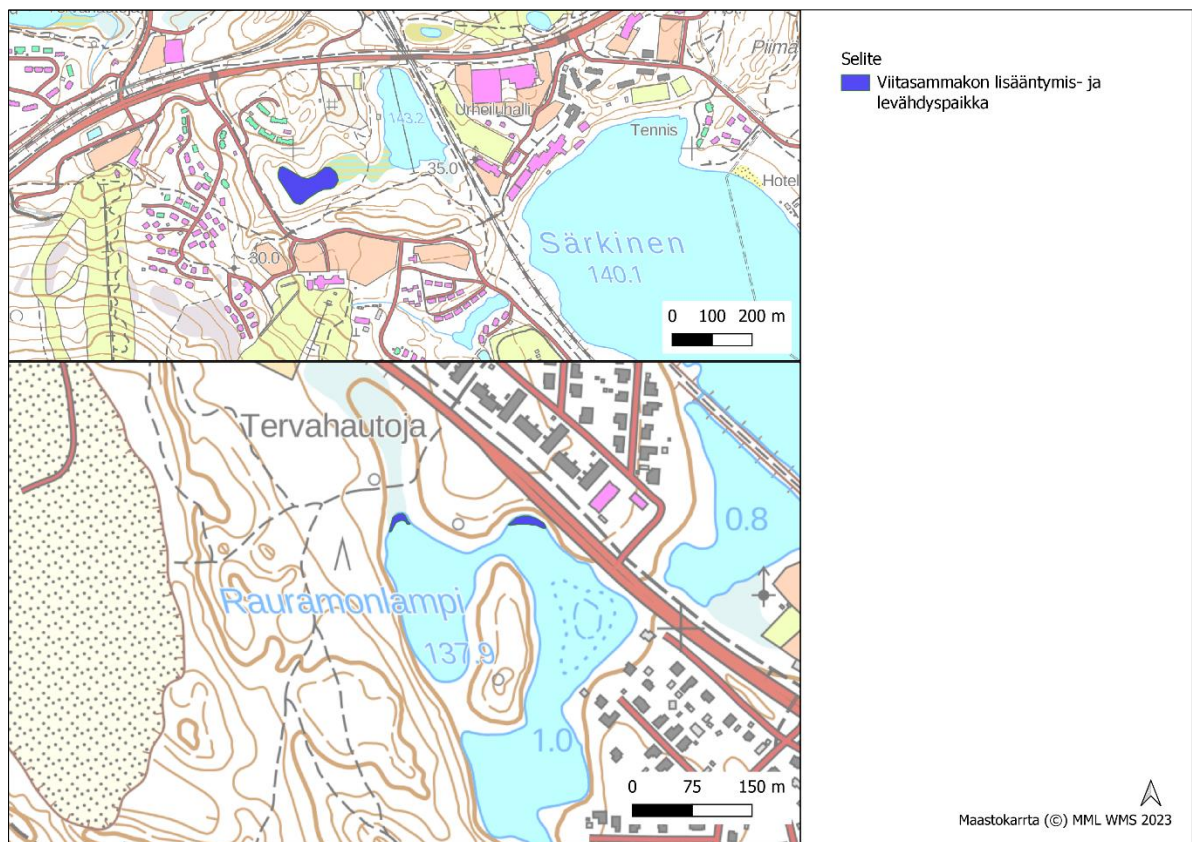 Piima
Urheiluhalli
143.2
Tennis
35.0
Hotel
Särkinen
140.1
30.0
0 100 200 m
Tervahautoja
0.8
Rauramonlampi
137.9
1.0
0 75 150 m
Selite
Viitasammakon lisääntymis- ja
levähdyspaikka
Maastokarrta (©) MML WMS 2023